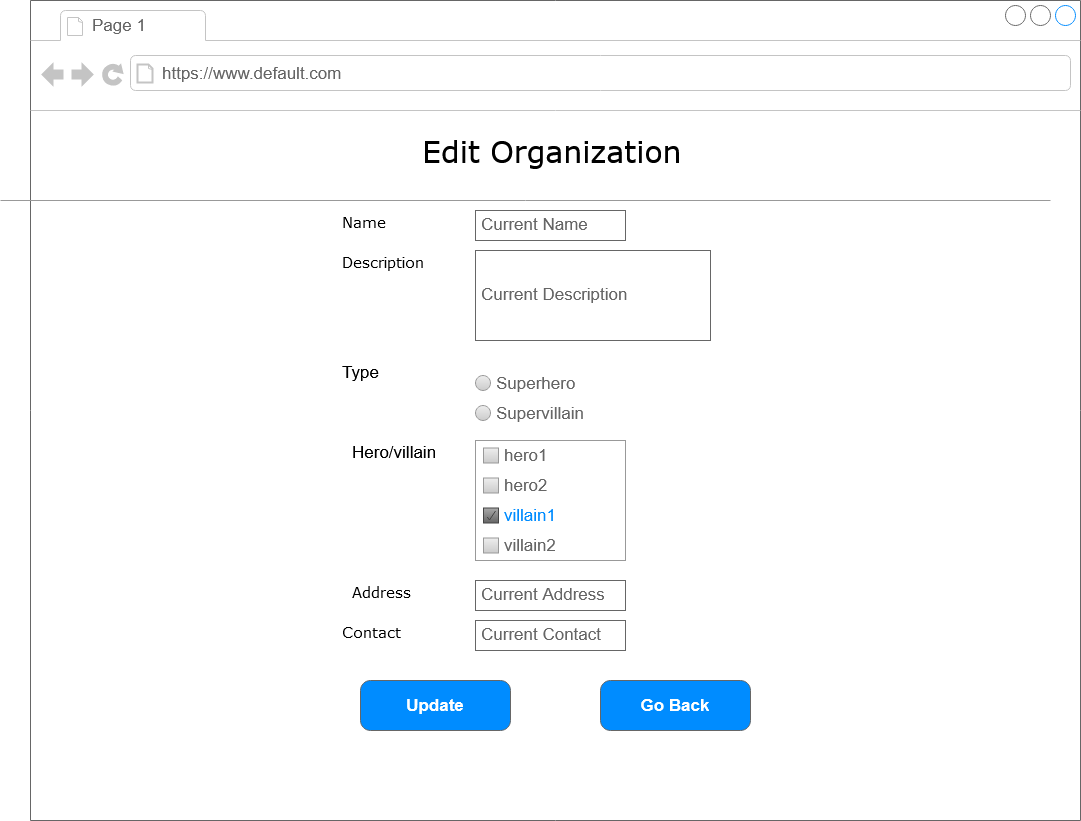 Page 1
https://www.default.com
Edit Organization
Name
Current Name
Description
Current Description
Type
Superhero
Supervillain
Hero/villain
hero1
hero2
villain1
villain2
Address
Current Address
Contact
Current Contact
Update
Go Back